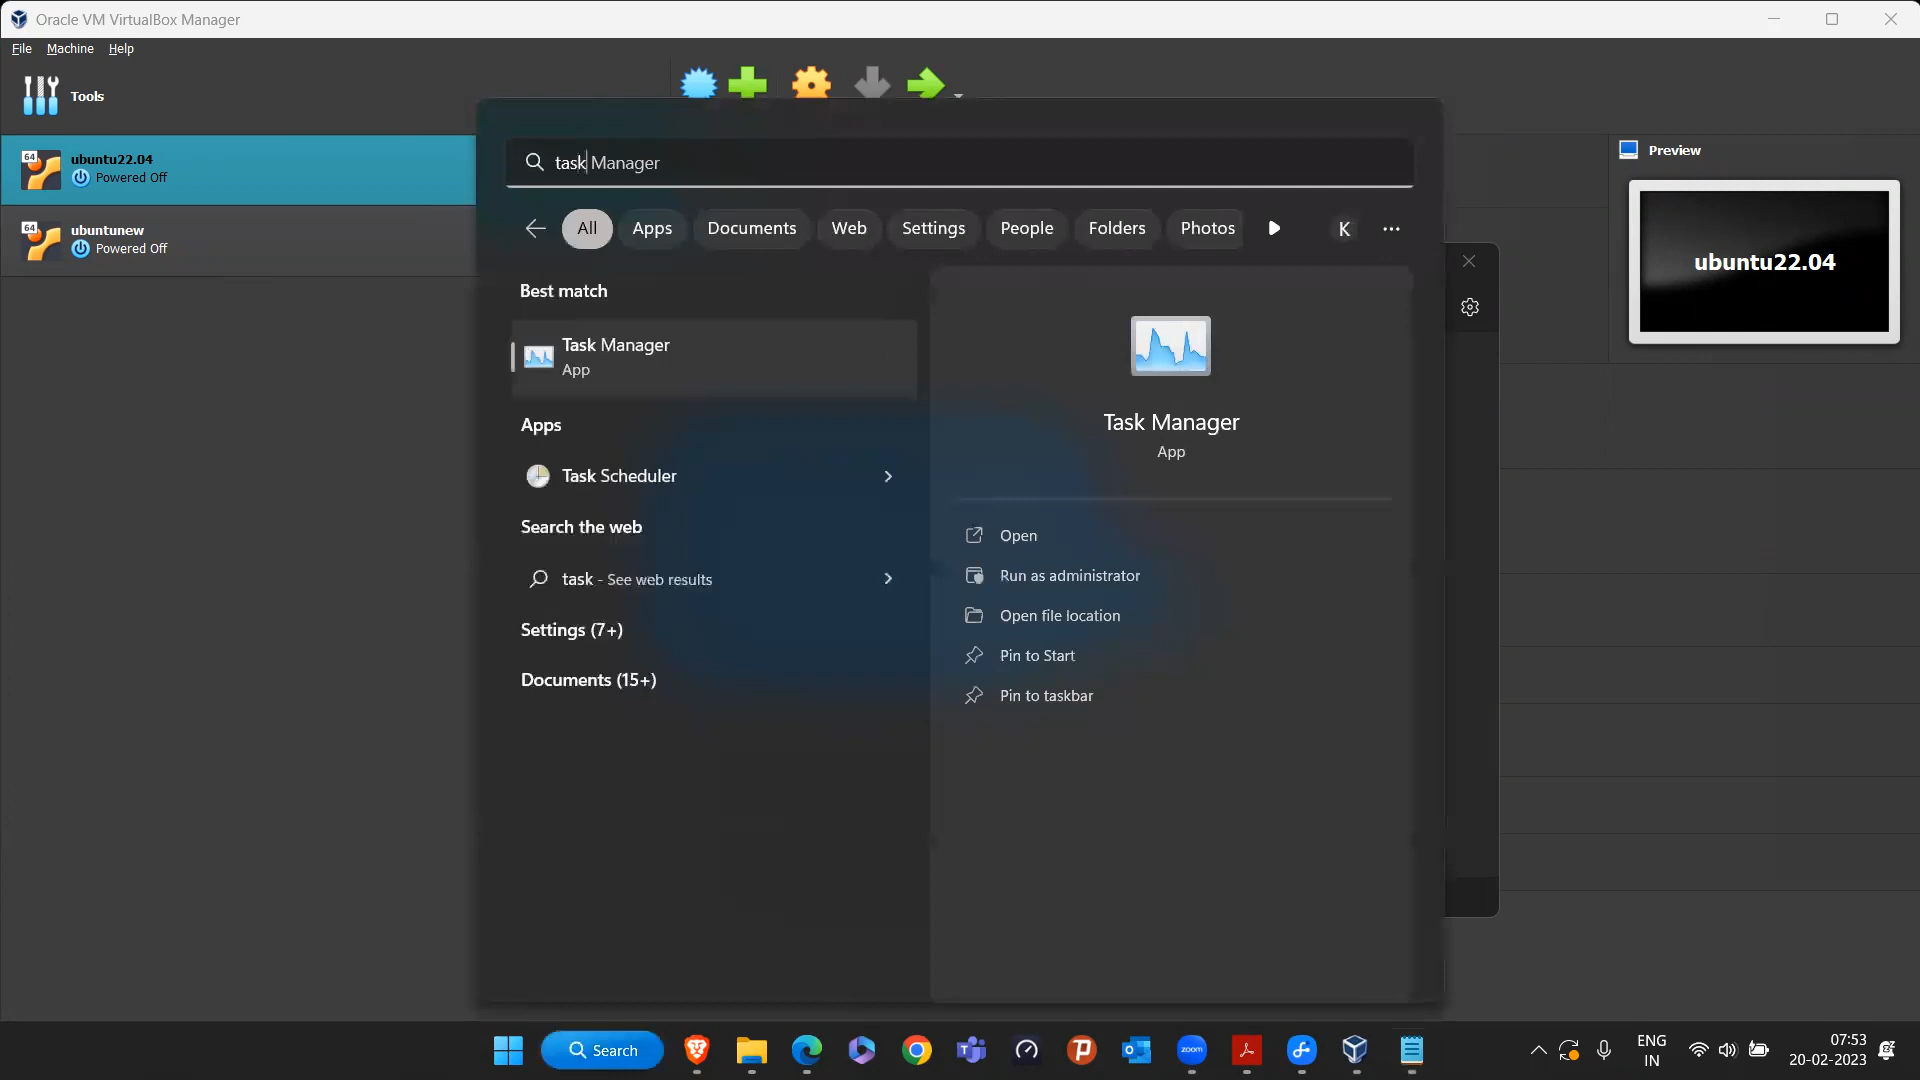 Oracle VM VirtualBox Manager
File Machine Help
Tools
64 ubuntu22.04
Powered Off
64 ubuntunew
Powered Off
Preview
ubuntu22.04
task Manager
All Apps Documents Web Settings People Folders Photos K
Best match
Task Manager
App
Apps
Task Scheduler
Search the web
task - See web results
Settings (7+)
Documents (15+)
Task Manager
App
Open
Run as administrator
Open file location
Pin to Start
Pin to taskbar
Search
zoom
ENG
IN
07:53
20-02-2023